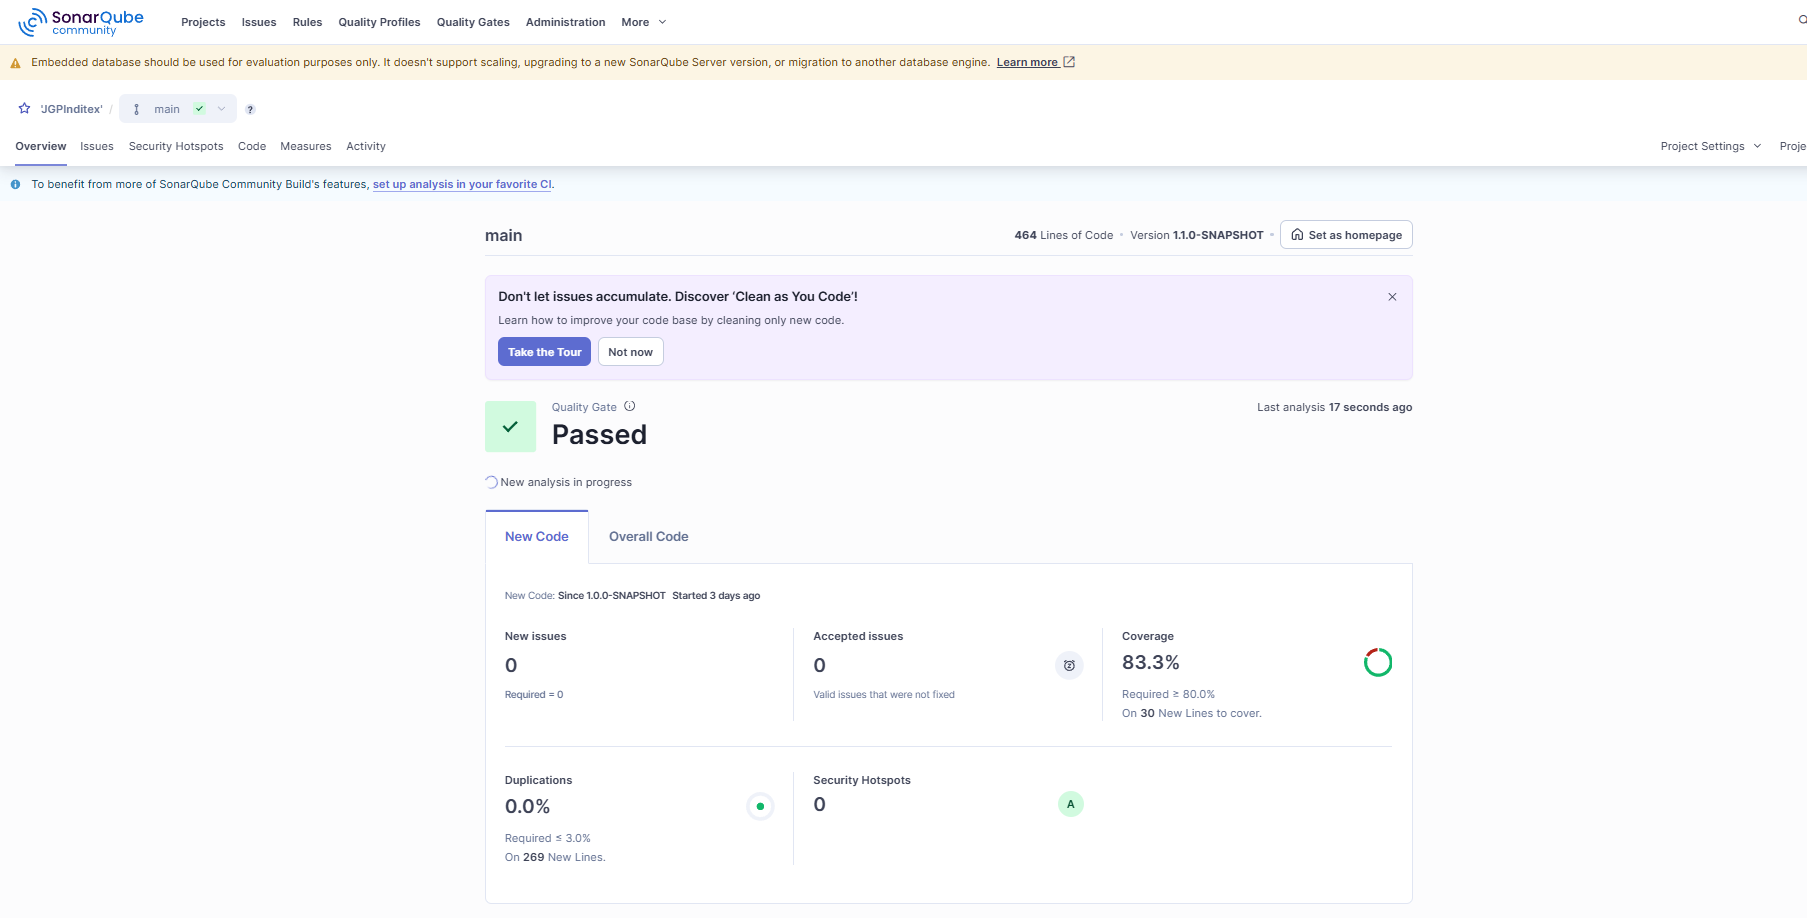 SonarQube community
Projects Issues Rules Quality Profiles Quality Gates Administration More
Embedded database should be used for evaluation purposes only. It doesn't support scaling, upgrading to a new SonarQube Server version, or migration to another database engine. Learn more
'JGPInditex' / main ?
Overview Issues Security Hotspots Code Measures Activity Project Settings Proje
To benefit from more of SonarQube Community Build's features, set up analysis in your favorite CI.
main 464 Lines of Code • Version 1.1.0-SNAPSHOT • Set as homepage
Don't let issues accumulate. Discover ‘Clean as You Code’!
Learn how to improve your code base by cleaning only new code.
Take the Tour Not now
Quality Gate Last analysis 17 seconds ago
Passed
New analysis in progress
New Code Overall Code
New Code: Since 1.0.0-SNAPSHOT Started 3 days ago
New issues
0
Required = 0
Accepted issues
0
Valid issues that were not fixed
Coverage
83.3%
Required ≥ 80.0%
On 30 New Lines to cover.
Duplications
0.0%
Required ≤ 3.0%
On 269 New Lines.
Security Hotspots
0 A